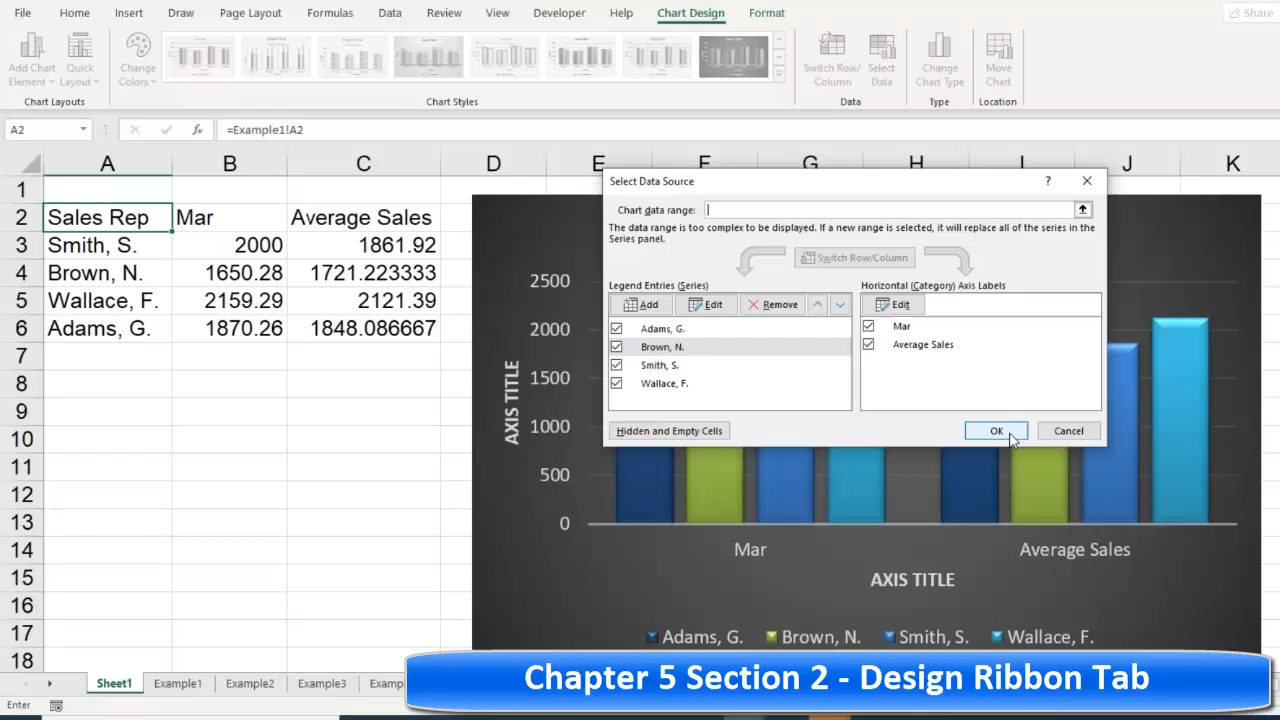 File Home Insert Draw Page Layout Formulas Data Review View Developer Help Chart Design Format Share
Add Chart Element
Quick Layout
Change Colors
Switch Row/ Column
Select Data
Change Chart Type
Move Chart
Chart Layouts Chart Styles Data Type Location
A2 fx =Example1!A2
A B C D E F G H I J K
1
2 Sales Rep Mar Average Sales
3 Smith, S. 2000 1861.92
4 Brown, N. 1650.28 1721.223333
5 Wallace, F. 2159.29 2121.39
6 Adams, G. 1870.26 1848.086667
7
8
9
10
11
12
13
14
15
16
17
18
Select Data Source ?
Chart data range:
The data range is too complex to be displayed. If a new range is selected, it will replace all of the series in the
Series panel.
Switch Row/Column
Legend Entries (Series)
Add Edit Remove
Adams, G.
Brown, N.
Smith, S.
Wallace, F.
Horizontal (Category) Axis Labels
Edit
Mar
Average Sales
Hidden and Empty Cells OK Cancel
AXIS TITLE
2500
2000
1500
1000
500
0
Mar Average Sales
AXIS TITLE
Adams, G. Brown, N. Smith, S. Wallace, F.
Sheet1 Example1 Example2 Example3 Examp
Chapter 5 Section 2 - Design Ribbon Tab
Enter